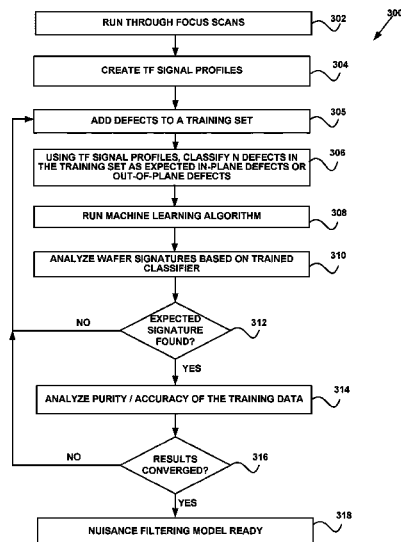 300
RUN THROUGH FOCUS SCANS
302
CREATE TF SIGNAL PROFILES
304
ADD DEFECTS TO A TRAINING SET
305
USING TF SIGNAL PROFILES, CLASSIFY N DEFECTS IN
THE TRAINING SET AS EXPECTED IN-PLANE DEFECTS OR
OUT-OF-PLANE DEFECTS
306
RUN MACHINE LEARNING ALGORITHM
308
ANALYZE WAFER SIGNATURES BASED ON TRAINED
CLASSIFIER
310
NO
EXPECTED
SIGNATURE
FOUND?
312
YES
ANALYZE PURITY / ACCURACY OF THE TRAINING DATA
314
NO
RESULTS
CONVERGED?
316
YES
NUISANCE FILTERING MODEL READY
318